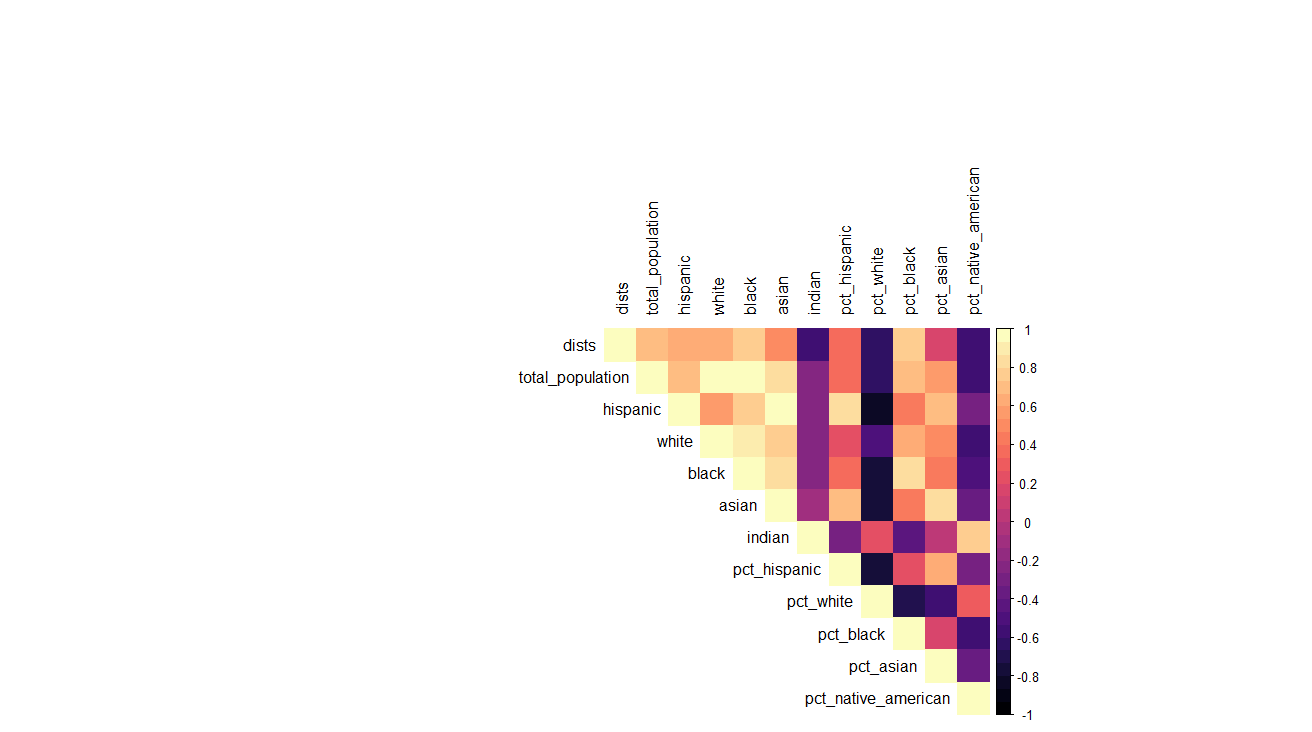 dists
total_population
hispanic
white
black
asian
indian
pct_hispanic
pct_white
pct_black
pct_asian
pct_native_american
dists
total_population
hispanic
white
black
asian
indian
pct_hispanic
pct_white
pct_black
pct_asian
pct_native_american
1
0.8
0.6
0.4
0.2
0
-0.2
-0.4
-0.6
-0.8
-1